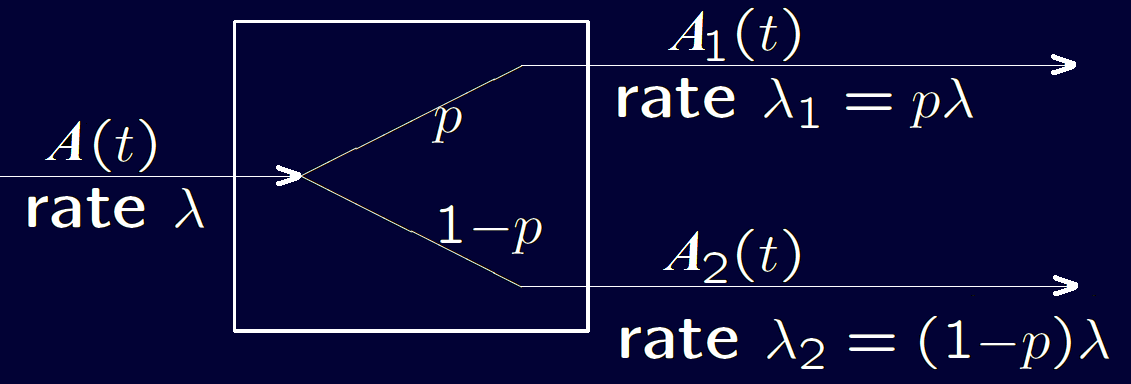 A₁(t)
rate λ₁ = pλ
p
A(t)
rate λ
1−p
A₂(t)
rate λ₂ = (1−p)λ